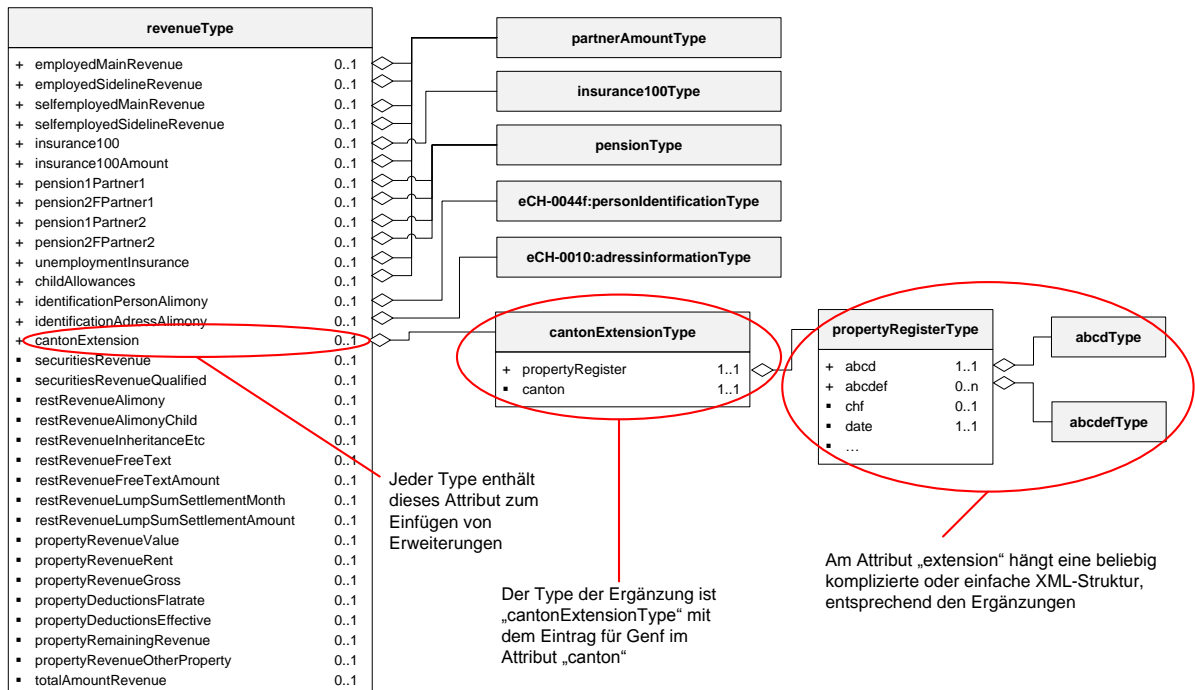 revenueType
+ employedMainRevenue 0..1
+ employedSidelineRevenue 0..1
+ selfemployedMainRevenue 0..1
+ selfemployedSidelineRevenue 0..1
+ insurance100 0..1
+ insurance100Amount 0..1
+ pension1Partner1 0..1
+ pension2FPartner1 0..1
+ pension1Partner2 0..1
+ pension2FPartner2 0..1
+ unemploymentInsurance 0..1
+ childAllowances 0..1
+ identificationPersonAlimony 0..1
+ identificationAdressAlimony 0..1
+ cantonExtension 0..1
▪ securitiesRevenue 0..1
▪ securitiesRevenueQualified 0..1
▪ restRevenueAlimony 0..1
▪ restRevenueAlimonyChild 0..1
▪ restRevenueInheritanceEtc 0..1
▪ restRevenueFreeText 0..1
▪ restRevenueFreeTextAmount 0..1
▪ restRevenueLumpSumSettlementMonth 0..1
▪ restRevenueLumpSumSettlementAmount 0..1
▪ propertyRevenueValue 0..1
▪ propertyRevenueRent 0..1
▪ propertyRevenueGross 0..1
▪ propertyDeductionsFlatrate 0..1
▪ propertyDeductionsEffective 0..1
▪ propertyRemainingRevenue 0..1
▪ propertyRevenueOtherProperty 0..1
▪ totalAmountRevenue 0..1
partnerAmountType
insurance100Type
pensionType
eCH-0044f:personIdentificationType
eCH-0010:adressinformationType
cantonExtensionType
+ propertyRegister 1..1
▪ canton 1..1
propertyRegisterType
+ abcd 1..1
+ abcdef 0..n
▪ chf 0..1
▪ date 1..1
▪ …
abcdType
abcdefType
Jeder Type enthält
dieses Attribut zum
Einfügen von
Erweiterungen
Der Type der Ergänzung ist
„cantonExtensionType“ mit
dem Eintrag für Genf im
Attribut „canton“
Am Attribut „extension“ hängt eine beliebig
komplizierte oder einfache XML-Struktur,
entsprechend den Ergänzungen